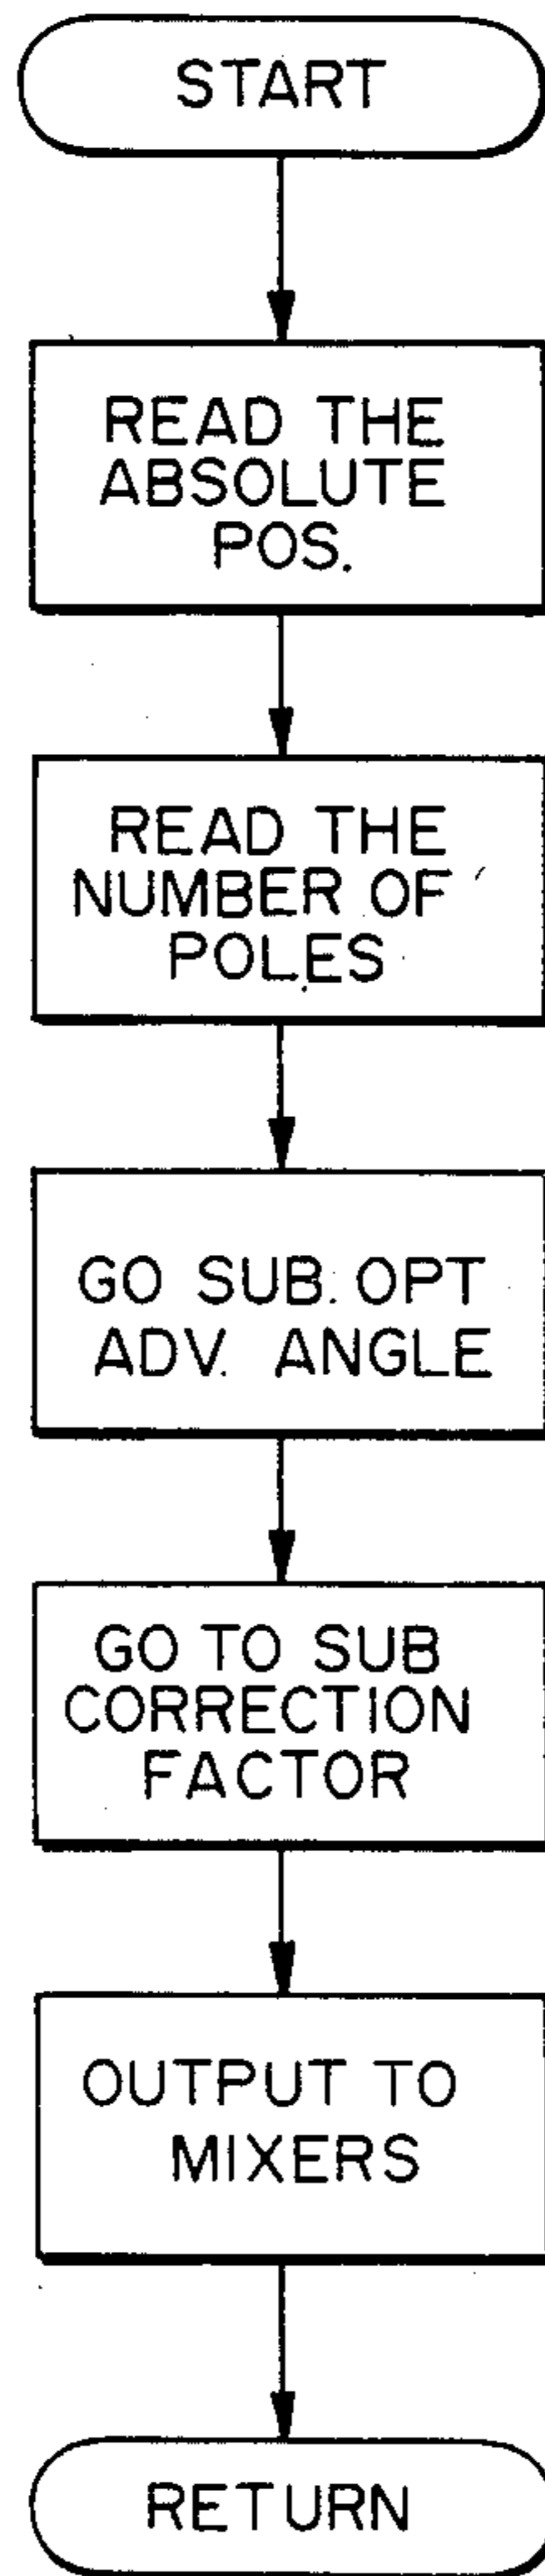 START
READ THE
ABSOLUTE
POS.
READ THE
NUMBER OF
POLES
GO SUB. OPT
ADV. ANGLE
GO TO SUB
CORRECTION
FACTOR
OUTPUT TO
MIXERS
RETURN